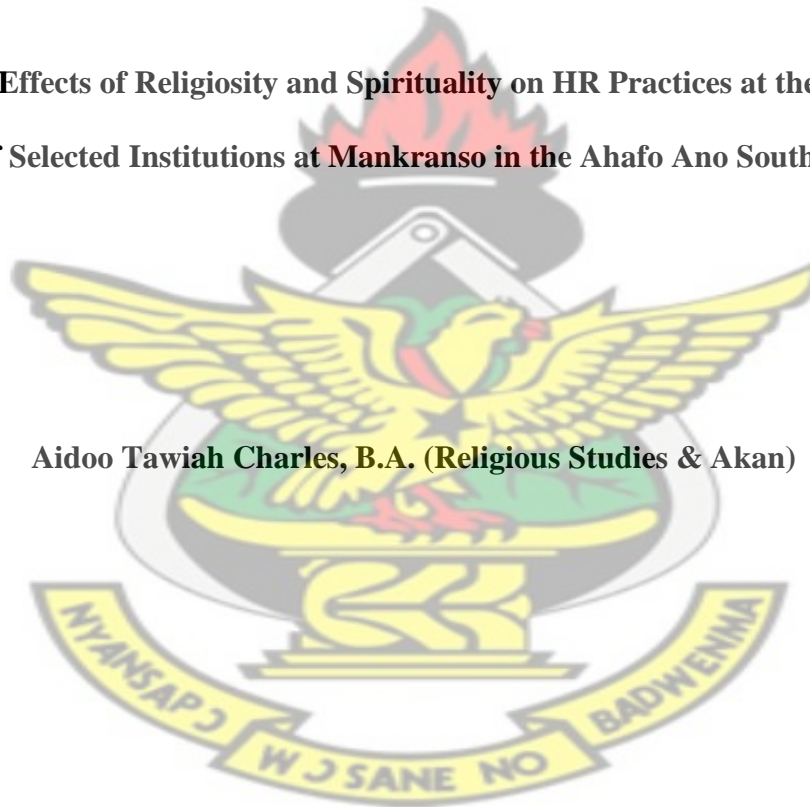 Effects of Religiosity and Spirituality on HR Practices at the
Selected Institutions at Mankranso in the Ahafo Ano South
Aidoo Tawiah Charles, B.A. (Religious Studies & Akan)
NYANSAPƆ
WƆSANE NO
BADWENMA